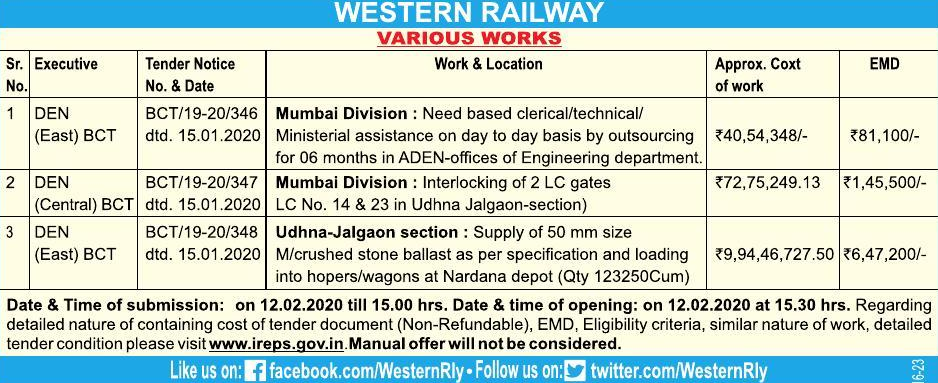 WESTERN RAILWAY
VARIOUS WORKS
Sr. No. Executive Tender Notice No. & Date Work & Location Approx. Coxt of work EMD
1 DEN (East) BCT BCT/19-20/346 dtd. 15.01.2020 Mumbai Division : Need based clerical/technical/
Ministerial assistance on day to day basis by outsourcing
for 06 months in ADEN-offices of Engineering department. ₹40,54,348/- ₹81,100/-
2 DEN (Central) BCT BCT/19-20/347 dtd. 15.01.2020 Mumbai Division : Interlocking of 2 LC gates
LC No. 14 & 23 in Udhna Jalgaon-section) ₹72,75,249.13 ₹1,45,500/-
3 DEN (East) BCT BCT/19-20/348 dtd. 15.01.2020 Udhna-Jalgaon section : Supply of 50 mm size
M/crushed stone ballast as per specification and loading
into hopers/wagons at Nardana depot (Qty 123250Cum) ₹9,94,46,727.50 ₹6,47,200/-
Date & Time of submission: on 12.02.2020 till 15.00 hrs. Date & time of opening: on 12.02.2020 at 15.30 hrs. Regarding
detailed nature of containing cost of tender document (Non-Refundable), EMD, Eligibility criteria, similar nature of work, detailed
tender condition please visit www.ireps.gov.in.Manual offer will not be considered.
Like us on: facebook.com/WesternRly • Follow us on: twitter.com/WesternRly